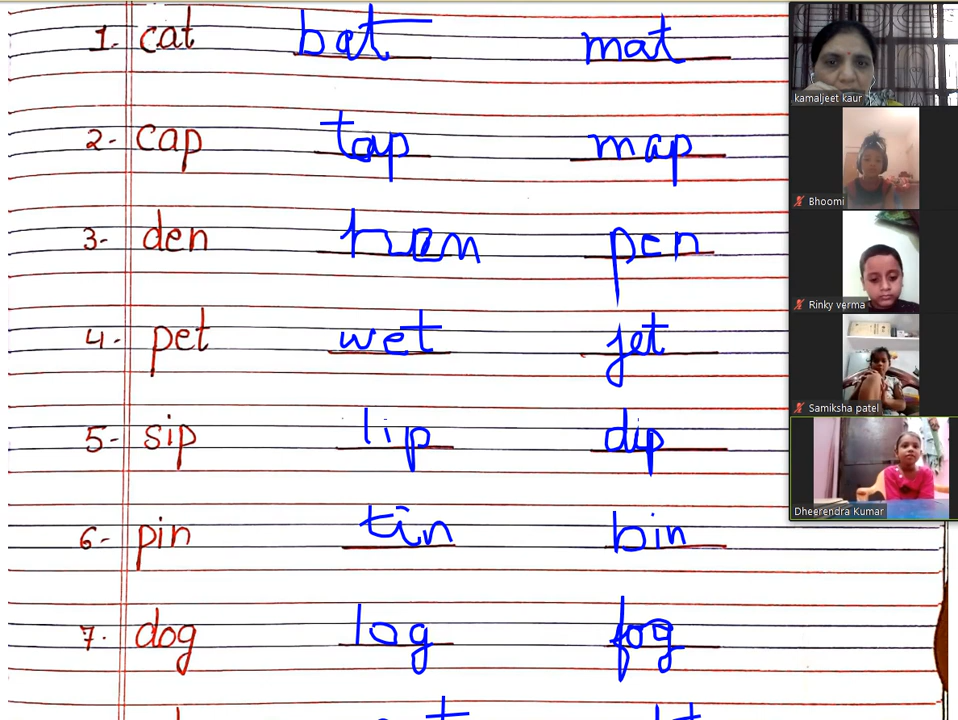 1. cat bat mat
kamaljeet kaur
2- cap tap map
Bhoomi
3- den hen pen
Rinky verma
4- pet wet jet
Samiksha patel
5- sip lip dip
Dheerendra Kumar
6- pin tin bin
7. dog log fog